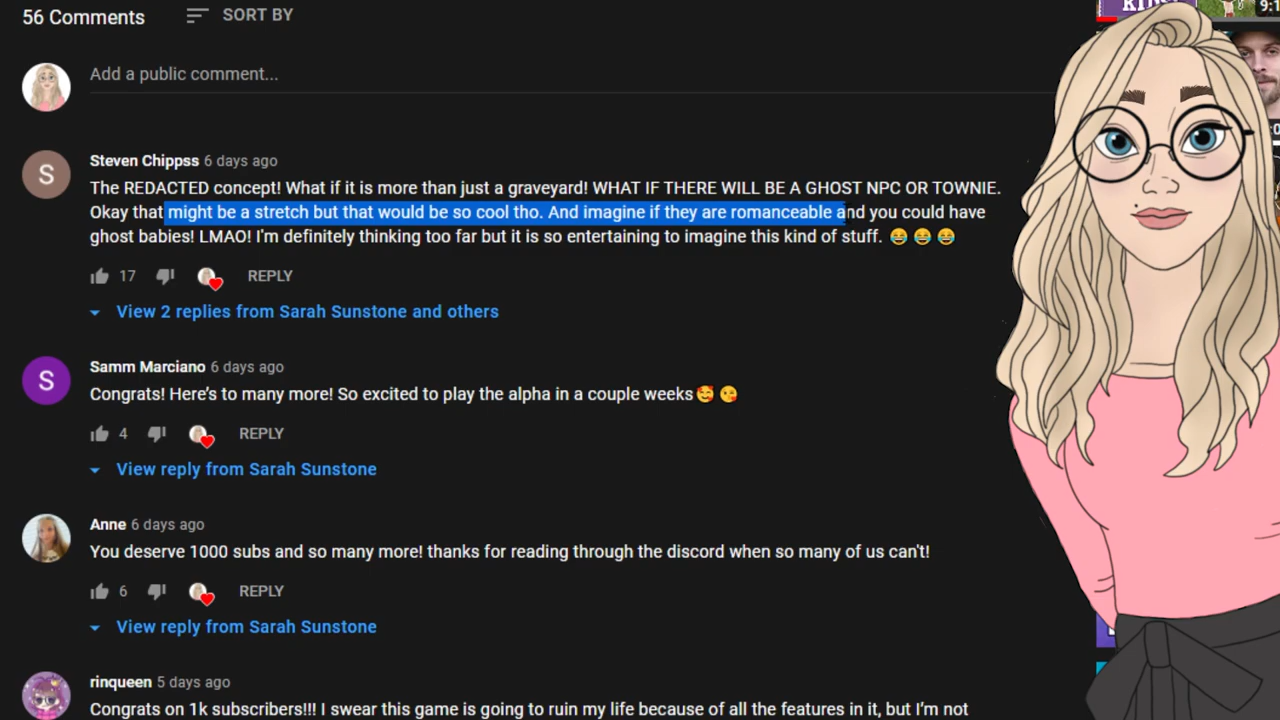 56 Comments
SORT BY
9:1
KIDS
Add a public comment...
Steven Chippss 6 days ago
The REDACTED concept! What if it is more than just a graveyard! WHAT IF THERE WILL BE A GHOST NPC OR TOWNIE.
Okay that might be a stretch but that would be so cool tho. And imagine if they are romanceable and you could have
ghost babies! LMAO! I'm definitely thinking too far but it is so entertaining to imagine this kind of stuff. 😂 😂 😂
17
REPLY
View 2 replies from Sarah Sunstone and others
S
Samm Marciano 6 days ago
Congrats! Here's to many more! So excited to play the alpha in a couple weeks🥰 😘
4
REPLY
View reply from Sarah Sunstone
S
Anne 6 days ago
You deserve 1000 subs and so many more! thanks for reading through the discord when so many of us can't!
6
REPLY
View reply from Sarah Sunstone
rinqueen 5 days ago
Congrats on 1k subscribers!!! I swear this game is going to ruin my life because of all the features in it, but I'm not